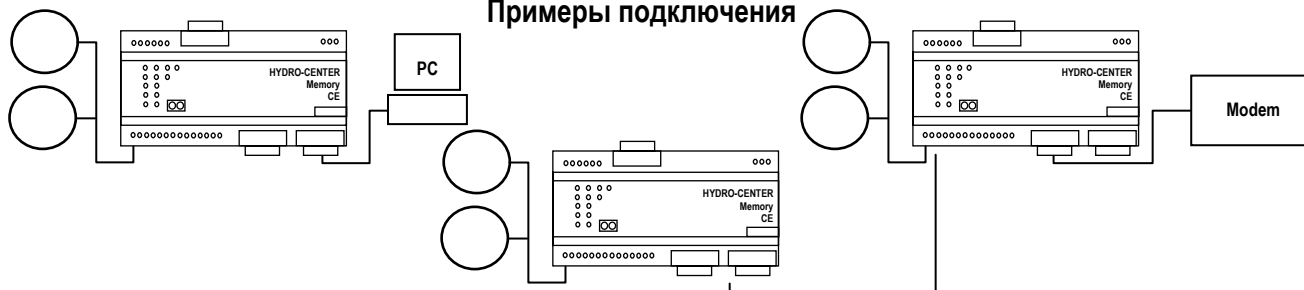 Примеры подключения
HYDRO-CENTER
Memory
CE
PC
HYDRO-CENTER
Memory
CE
HYDRO-CENTER
Memory
CE
Modem